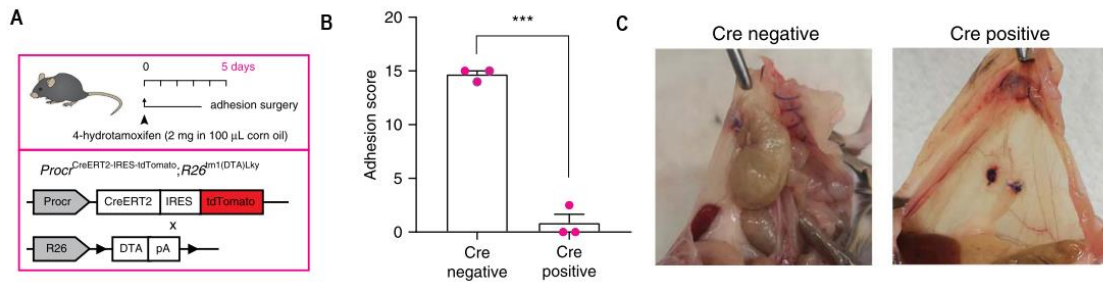 A
0 5 days
adhesion surgery
4-hydrotamoxifen (2 mg in 100 µL corn oil)
Procr^CreERT2-IRES-tdTomato;R26^tm1(DTA)Lky
Procr CreERT2 IRES tdTomato
x
R26 DTA pA
B
***
20
15
10
5
0
Adhesion score
Cre negative
Cre positive
C
Cre negative Cre positive